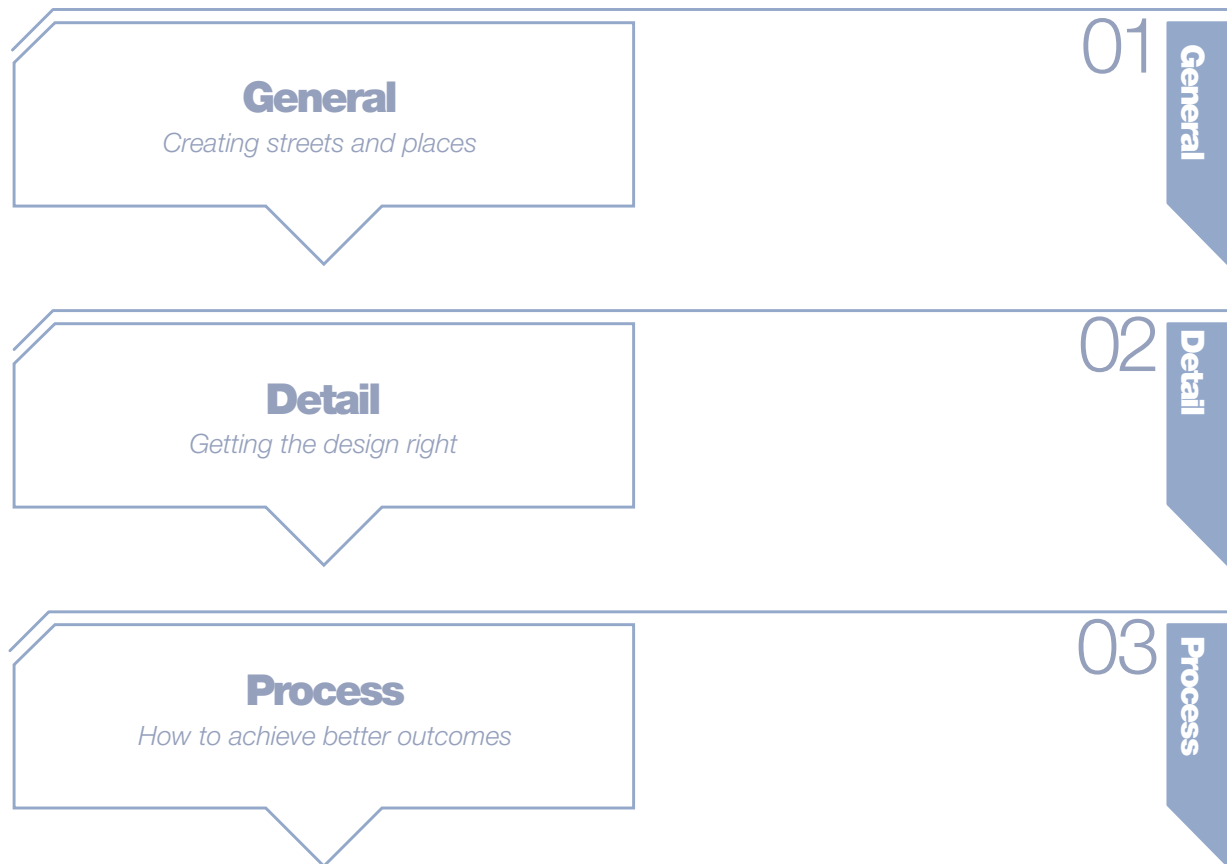 General
Creating streets and places
01
General
Detail
Getting the design right
02
Detail
Process
How to achieve better outcomes
03
Process